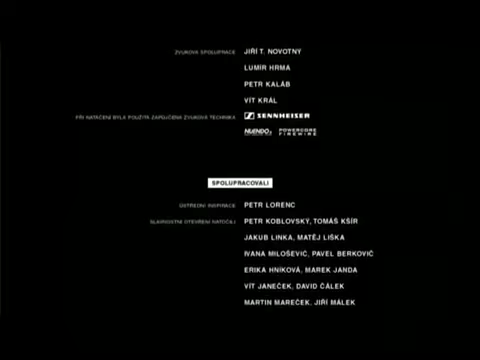 ZVUKOVÁ SPOLUPRÁCE JIŘÍ T. NOVOTNÝ
LUMÍR HRMA
PETR KALÁB
VÍT KRÁL
PŘI NATÁČENÍ BYLA POUŽITA ZAPŮJČENÁ ZVUKOVÁ TECHNIKA SENNHEISER
NUENDO POWERCORE FIREWIRE
SPOLUPRACOVALI
ÚSTŘEDNÍ INSPIRACE PETR LORENC
SLAVNOSTNÍ OTEVŘENÍ NATOČILI PETR KOBLOVSKÝ, TOMÁŠ KŠÍR
JAKUB LINKA, MATĚJ LIŠKA
IVANA MILOŠEVIČ, PAVEL BERKOVIČ
ERIKA HNÍKOVÁ, MAREK JANDA
VÍT JANEČEK, DAVID ČÁLEK
MARTIN MAREČEK, JIŘÍ MÁLEK